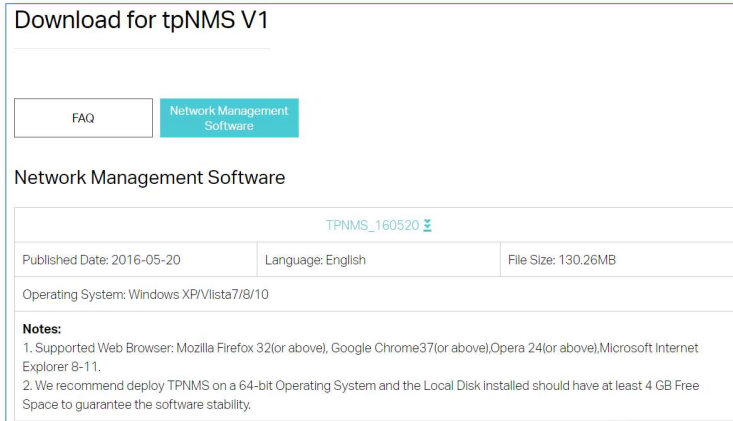 Download for tpNMS V1
FAQ
Network Management
Software
Network Management Software
TPNMS_160520
Published Date: 2016-05-20
Language: English
File Size: 130.26MB
Operating System: Windows XP/Vlista7/8/10
Notes:
1. Supported Web Browser: Mozilla Firefox 32(or above), Google Chrome37(or above),Opera 24(or above),Microsoft Internet
Explorer 8-11.
2. We recommend deploy TPNMS on a 64-bit Operating System and the Local Disk installed should have at least 4 GB Free
Space to guarantee the software stability.